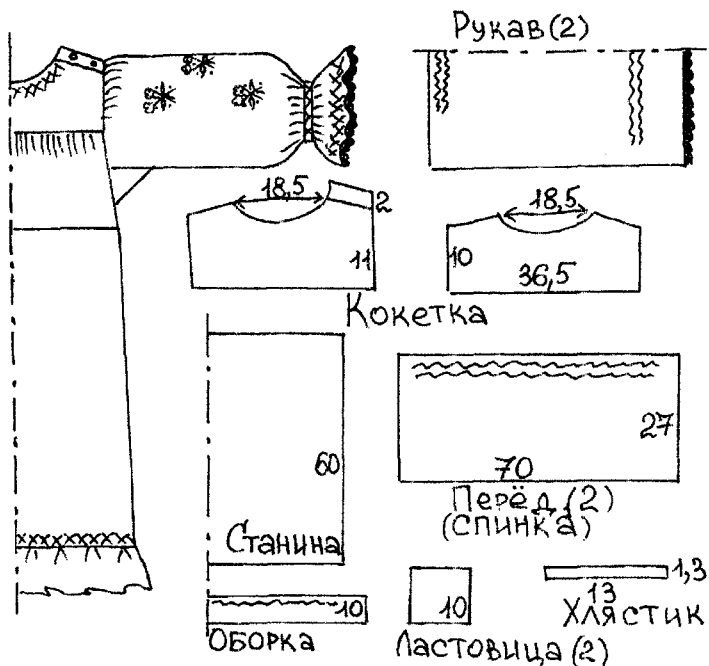 Рукав (2)
18,5
2
11
18,5
10
36,5
Кокетка
60
Станина
27
70
Перёд (2)
(СПИНКА)
10
ОБОРКА
10
Ластовица (2)
1,3
13
ХЛЯСТИК